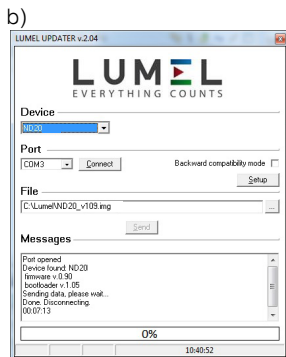 b)
LUMEL UPDATER v.2.04
LUMEL
EVERYTHING COUNTS
Device
ND20
Port
COM3 Connect Backward compatibility mode
Setup
File
C:\Lumel\ND20_v109.img ...
Send
Messages
Port opened
Device found: ND20
firmware v.0.90
bootloader v.1.05
Sending data, please wait...
Done. Disconnecting.
00:07:13
0%
10:40:52